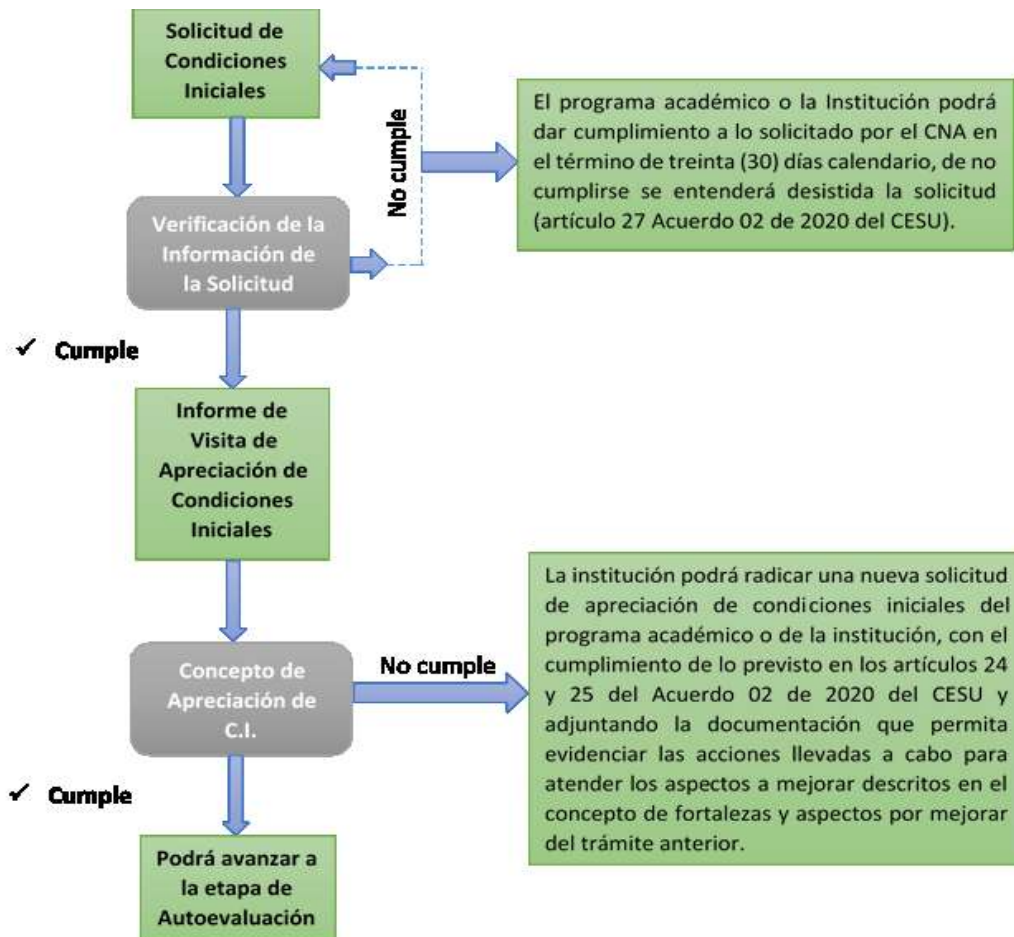 Solicitud de
Condiciones
Iniciales
No cumple
El programa académico o la Institución podrá
dar cumplimiento a lo solicitado por el CNA en
el término de treinta (30) días calendario, de no
cumplirse se entenderá desistida la solicitud
(artículo 27 Acuerdo 02 de 2020 del CESU).
Verificación de la
Información de
la Solicitud
✓ Cumple
Informe de
Visita de
Apreciación de
Condiciones
Iniciales
Concepto de
Apreciación de
C.I.
No cumple
La institución podrá radicar una nueva solicitud
de apreciación de condiciones iniciales del
programa académico o de la institución, con el
cumplimiento de lo previsto en los artículos 24
y 25 del Acuerdo 02 de 2020 del CESU y
adjuntando la documentación que permita
evidenciar las acciones llevadas a cabo para
atender los aspectos a mejorar descritos en el
concepto de fortalezas y aspectos por mejorar
del trámite anterior.
✓ Cumple
Podrá avanzar a
la etapa de
Autoevaluación